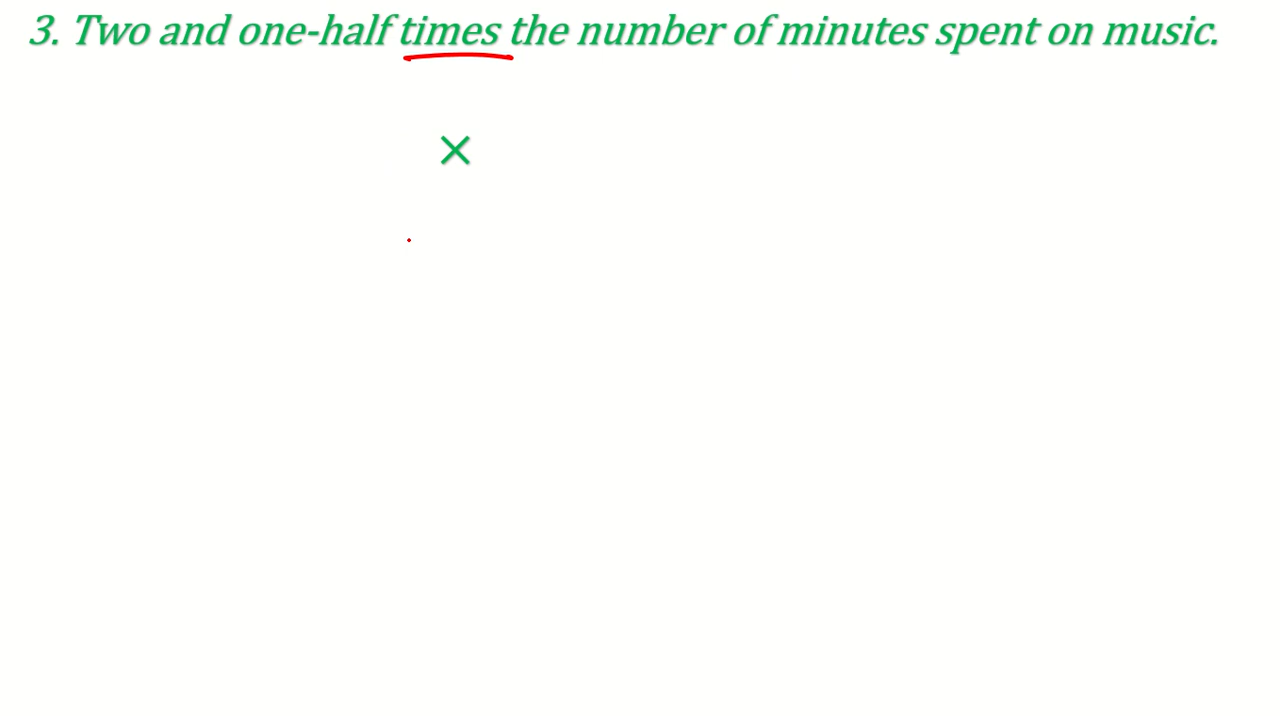 3. Two and one-half times the number of minutes spent on music.
×